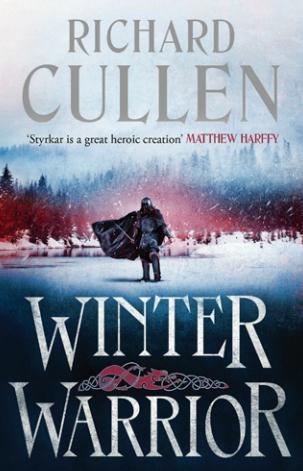 RICHARD
CULLEN
'Styrkar is a great heroic creation' MATTHEW HARFFY
WINTER
WARRIOR